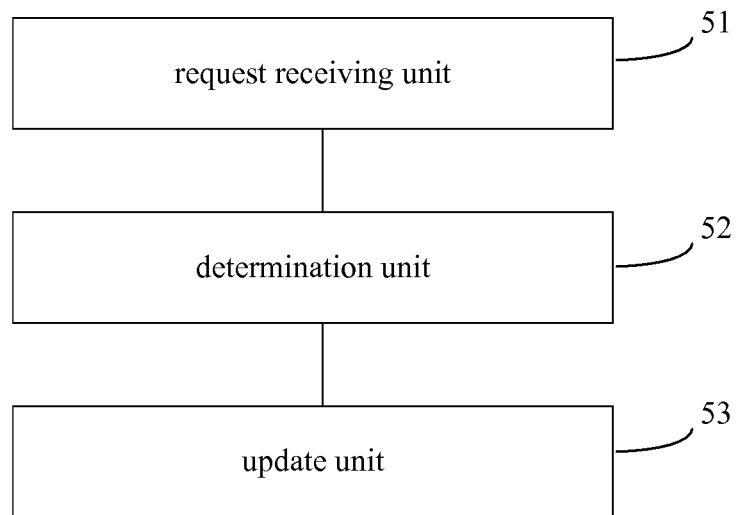 51
request receiving unit
52
determination unit
53
update unit